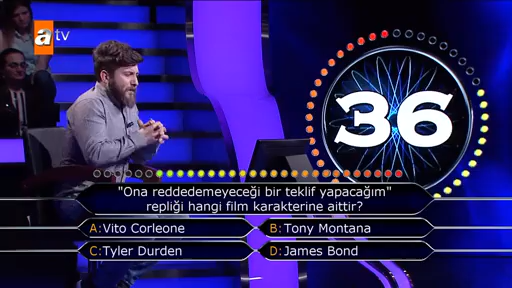 atv
36
"Ona reddedemeyeceği bir teklif yapacağım"
repliği hangi film karakterine aittir?
A:Vito Corleone
B:Tony Montana
C:Tyler Durden
D:James Bond